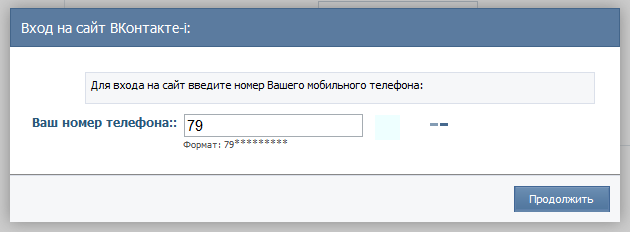 Вход на сайт ВКонтакте-i:
Для входа на сайт введите номер Вашего мобильного телефона:
Ваш номер телефона::
79
Формат: 79*********
Продолжить